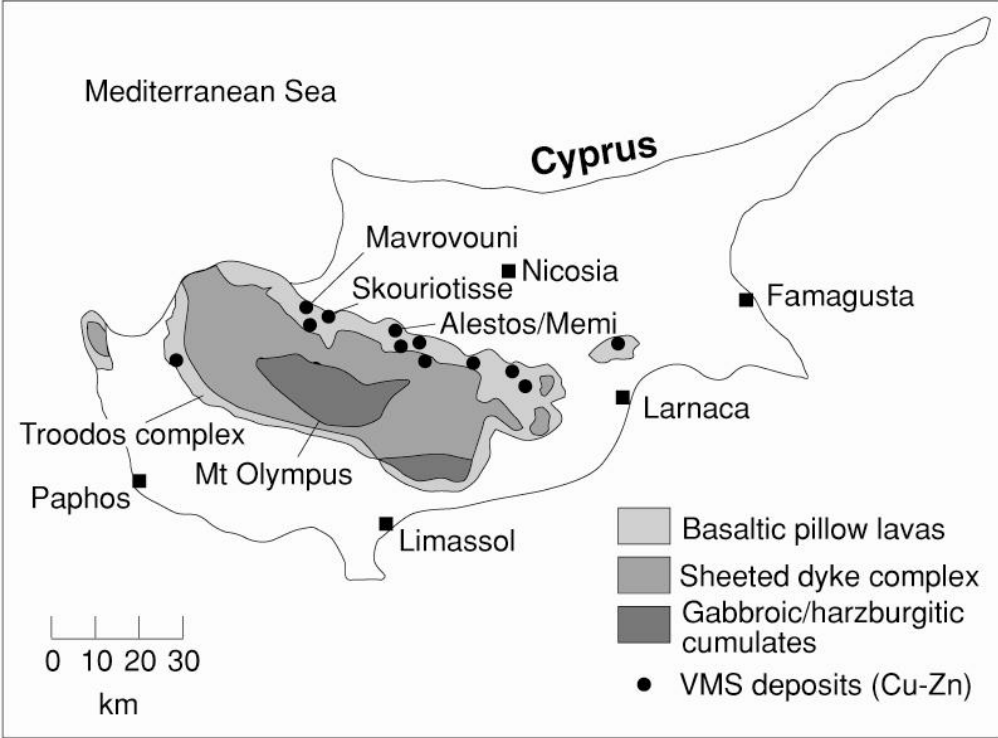 Mediterranean Sea
Cyprus
Mavrovouni
Nicosia
Skouriotisse
Famagusta
Alestos/Memi
Larnaca
Troodos complex
Mt Olympus
Paphos
Limassol
Basaltic pillow lavas
Sheeted dyke complex
Gabbroic/harzburgitic
cumulates
VMS deposits (Cu-Zn)
0 10 20 30
km